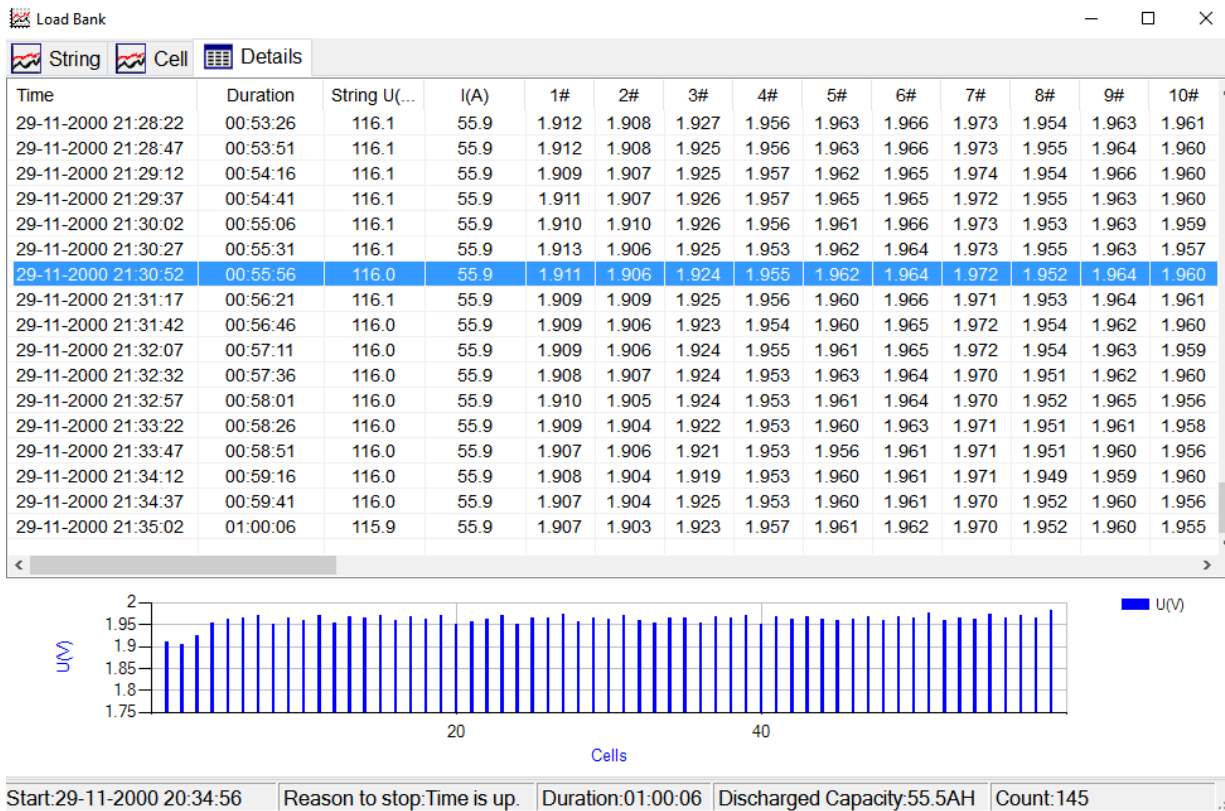 Load Bank
String Cell Details
Time Duration String U(... I(A) 1# 2# 3# 4# 5# 6# 7# 8# 9# 10#
29-11-2000 21:28:22 00:53:26 116.1 55.9 1.912 1.908 1.927 1.956 1.963 1.966 1.973 1.954 1.963 1.961
29-11-2000 21:28:47 00:53:51 116.1 55.9 1.912 1.908 1.925 1.956 1.963 1.966 1.973 1.955 1.964 1.960
29-11-2000 21:29:12 00:54:16 116.1 55.9 1.909 1.907 1.925 1.957 1.962 1.965 1.974 1.954 1.966 1.960
29-11-2000 21:29:37 00:54:41 116.1 55.9 1.911 1.907 1.926 1.957 1.965 1.965 1.972 1.955 1.963 1.960
29-11-2000 21:30:02 00:55:06 116.1 55.9 1.910 1.910 1.926 1.956 1.961 1.966 1.973 1.953 1.963 1.959
29-11-2000 21:30:27 00:55:31 116.1 55.9 1.913 1.906 1.925 1.953 1.962 1.964 1.973 1.955 1.963 1.957
29-11-2000 21:30:52 00:55:56 116.0 55.9 1.911 1.906 1.924 1.955 1.962 1.964 1.972 1.952 1.964 1.960
29-11-2000 21:31:17 00:56:21 116.1 55.9 1.909 1.909 1.925 1.956 1.960 1.966 1.971 1.953 1.964 1.961
29-11-2000 21:31:42 00:56:46 116.0 55.9 1.909 1.906 1.923 1.954 1.960 1.965 1.972 1.954 1.962 1.960
29-11-2000 21:32:07 00:57:11 116.0 55.9 1.909 1.906 1.924 1.955 1.961 1.965 1.972 1.954 1.963 1.959
29-11-2000 21:32:32 00:57:36 116.0 55.9 1.908 1.907 1.924 1.953 1.963 1.964 1.970 1.951 1.962 1.960
29-11-2000 21:32:57 00:58:01 116.0 55.9 1.910 1.905 1.924 1.953 1.961 1.964 1.970 1.952 1.965 1.956
29-11-2000 21:33:22 00:58:26 116.0 55.9 1.909 1.904 1.922 1.953 1.960 1.963 1.971 1.951 1.961 1.958
29-11-2000 21:33:47 00:58:51 116.0 55.9 1.907 1.906 1.921 1.953 1.956 1.961 1.971 1.951 1.960 1.956
29-11-2000 21:34:12 00:59:16 116.0 55.9 1.908 1.904 1.919 1.953 1.960 1.961 1.971 1.949 1.959 1.960
29-11-2000 21:34:37 00:59:41 116.0 55.9 1.907 1.904 1.925 1.953 1.960 1.961 1.970 1.952 1.960 1.956
29-11-2000 21:35:02 01:00:06 115.9 55.9 1.907 1.903 1.923 1.957 1.961 1.962 1.970 1.952 1.960 1.955
U(V)
2
1.95
1.9
1.85
1.8
1.75
U(V)
20 40
Cells
Start:29-11-2000 20:34:56 Reason to stop:Time is up. Duration:01:00:06 Discharged Capacity:55.5AH Count:145